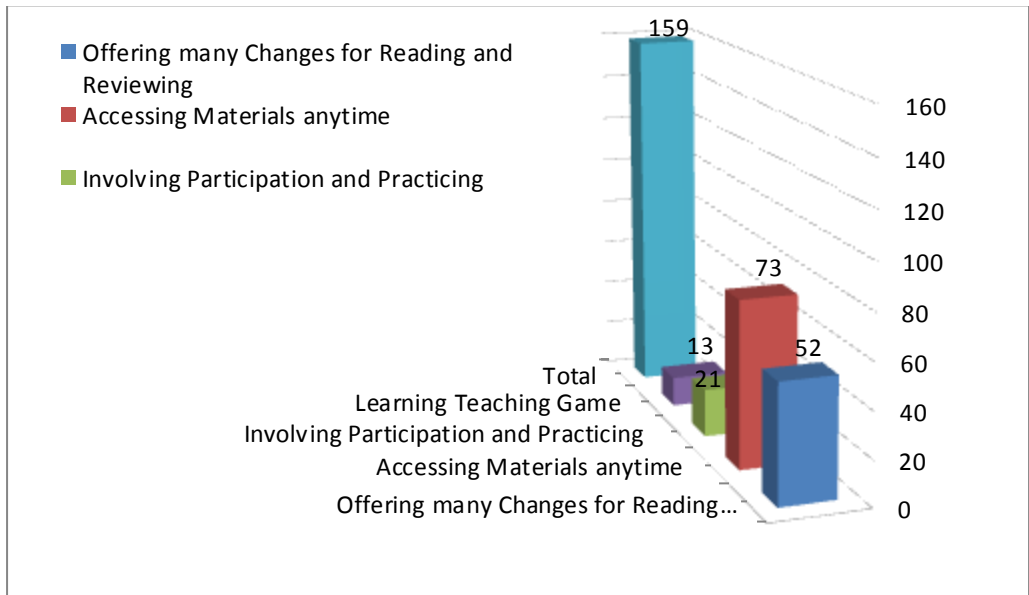 Offering many Changes for Reading and
Reviewing
Accessing Materials anytime
Involving Participation and Practicing
159
160
140
120
100
80
60
40
20
0
73
52
13
21
Total
Learning Teaching Game
Involving Participation and Practicing
Accessing Materials anytime
Offering many Changes for Reading...